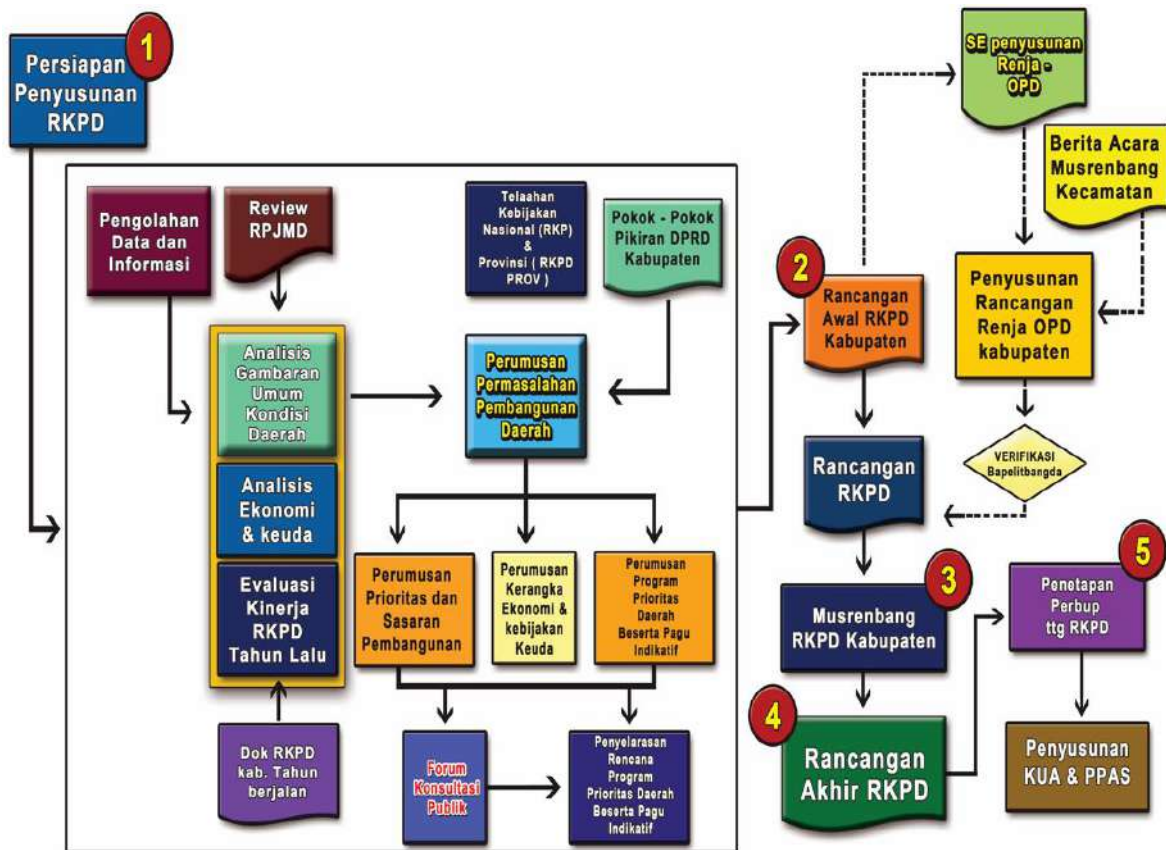 1
Persiapan
Penyusunan
RKPD
Pengolahan
Data dan
Informasi
Review
RPJMD
Telaahan
Kebijakan
Nasional (RKP)
&
Provinsi ( RKPD
PROV )
Pokok - Pokok
Pikiran DPRD
Kabupaten
Analisis
Gambaran
Umum
Kondisi
Daerah
Analisis
Ekonomi
& keuda
Evaluasi
Kinerja
RKPD
Tahun Lalu
Dok RKPD
kab. Tahun
berjalan
Perumusan
Permasalahan
Pembangunan
Daerah
Perumusan
Prioritas dan
Sasaran
Pembangunan
Perumusan
Kerangka
Ekonomi &
kebijakan
Keuda
Perumusan
Program
Prioritas
Daerah
Beserta Pagu
Indikatif
Forum
Konsultasi
Publik
Penyelarasan
Rencana
Program
Prioritas Daerah
Beserta Pagu
Indikatif
2
Rancangan
Awal RKPD
Kabupaten
SE penyusunan
Renja -
OPD
Berita Acara
Musrenbang
Kecamatan
Penyusunan
Rancangan
Renja OPD
kabupaten
VERIFIKASI
Bapelitbangda
Rancangan
RKPD
3
Musrenbang
RKPD Kabupaten
4
Rancangan
Akhir RKPD
5
Penetapan
Perbup
ttg RKPD
Penyusunan
KUA & PPAS